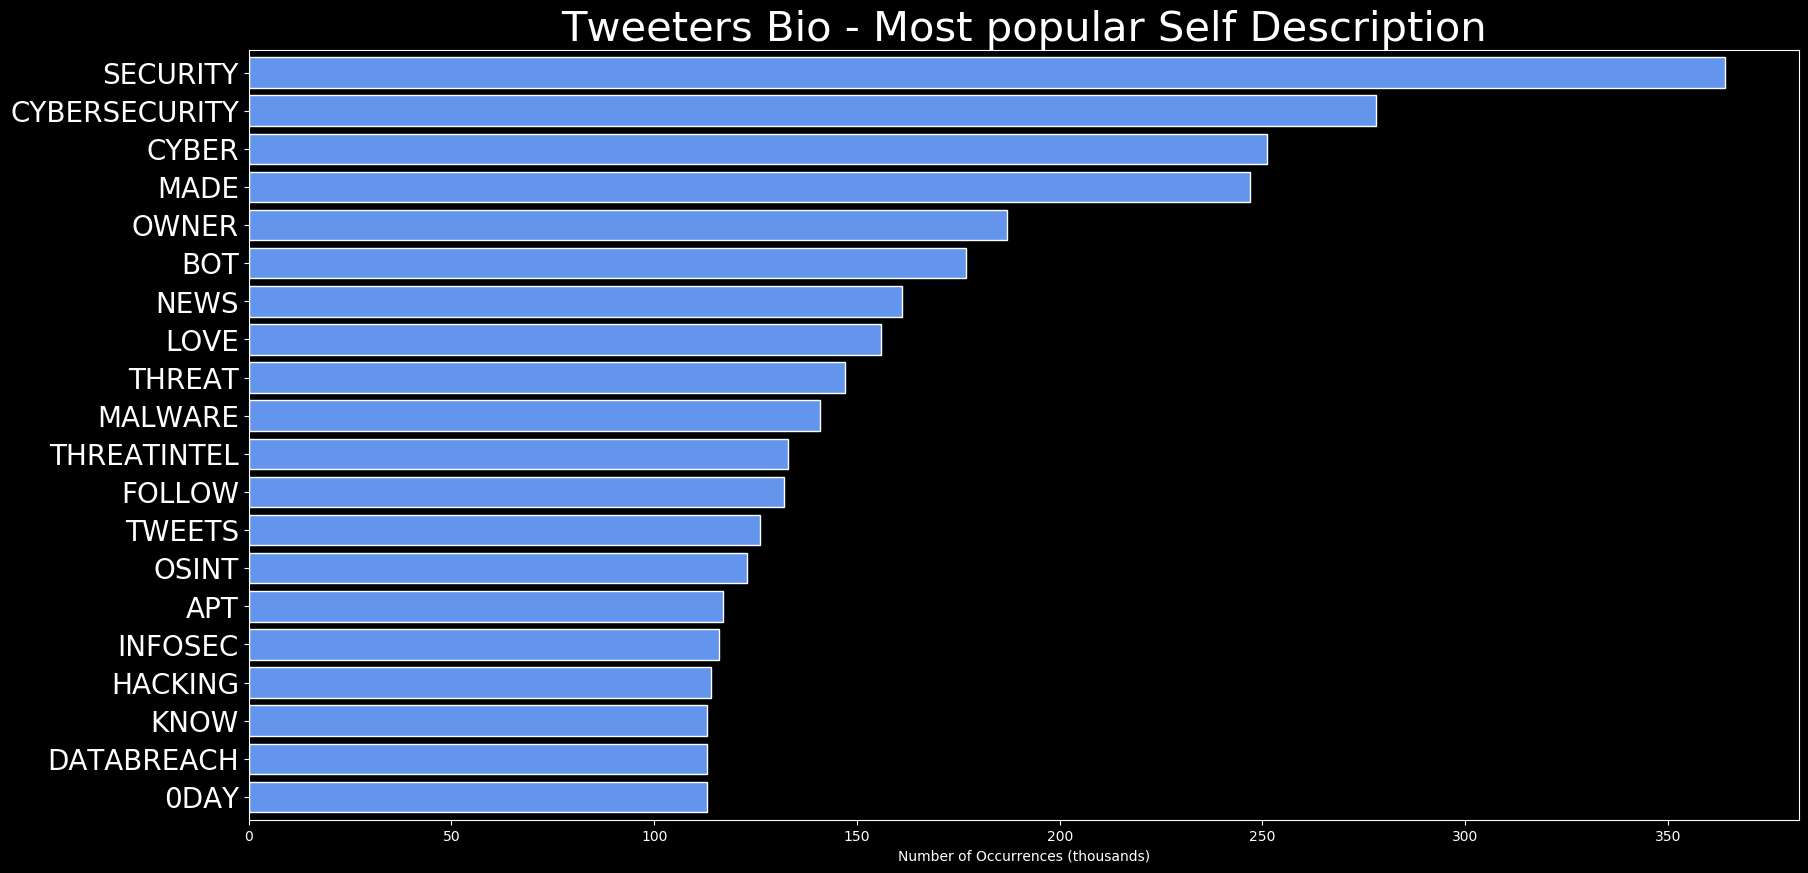 Tweeters Bio - Most popular Self Description
SECURITY
CYBERSECURITY
CYBER
MADE
OWNER
BOT
NEWS
LOVE
THREAT
MALWARE
THREATINTEL
FOLLOW
TWEETS
OSINT
APT
INFOSEC
HACKING
KNOW
DATABREACH
0DAY
0 50 100 150 200 250 300 350
Number of Occurrences (thousands)